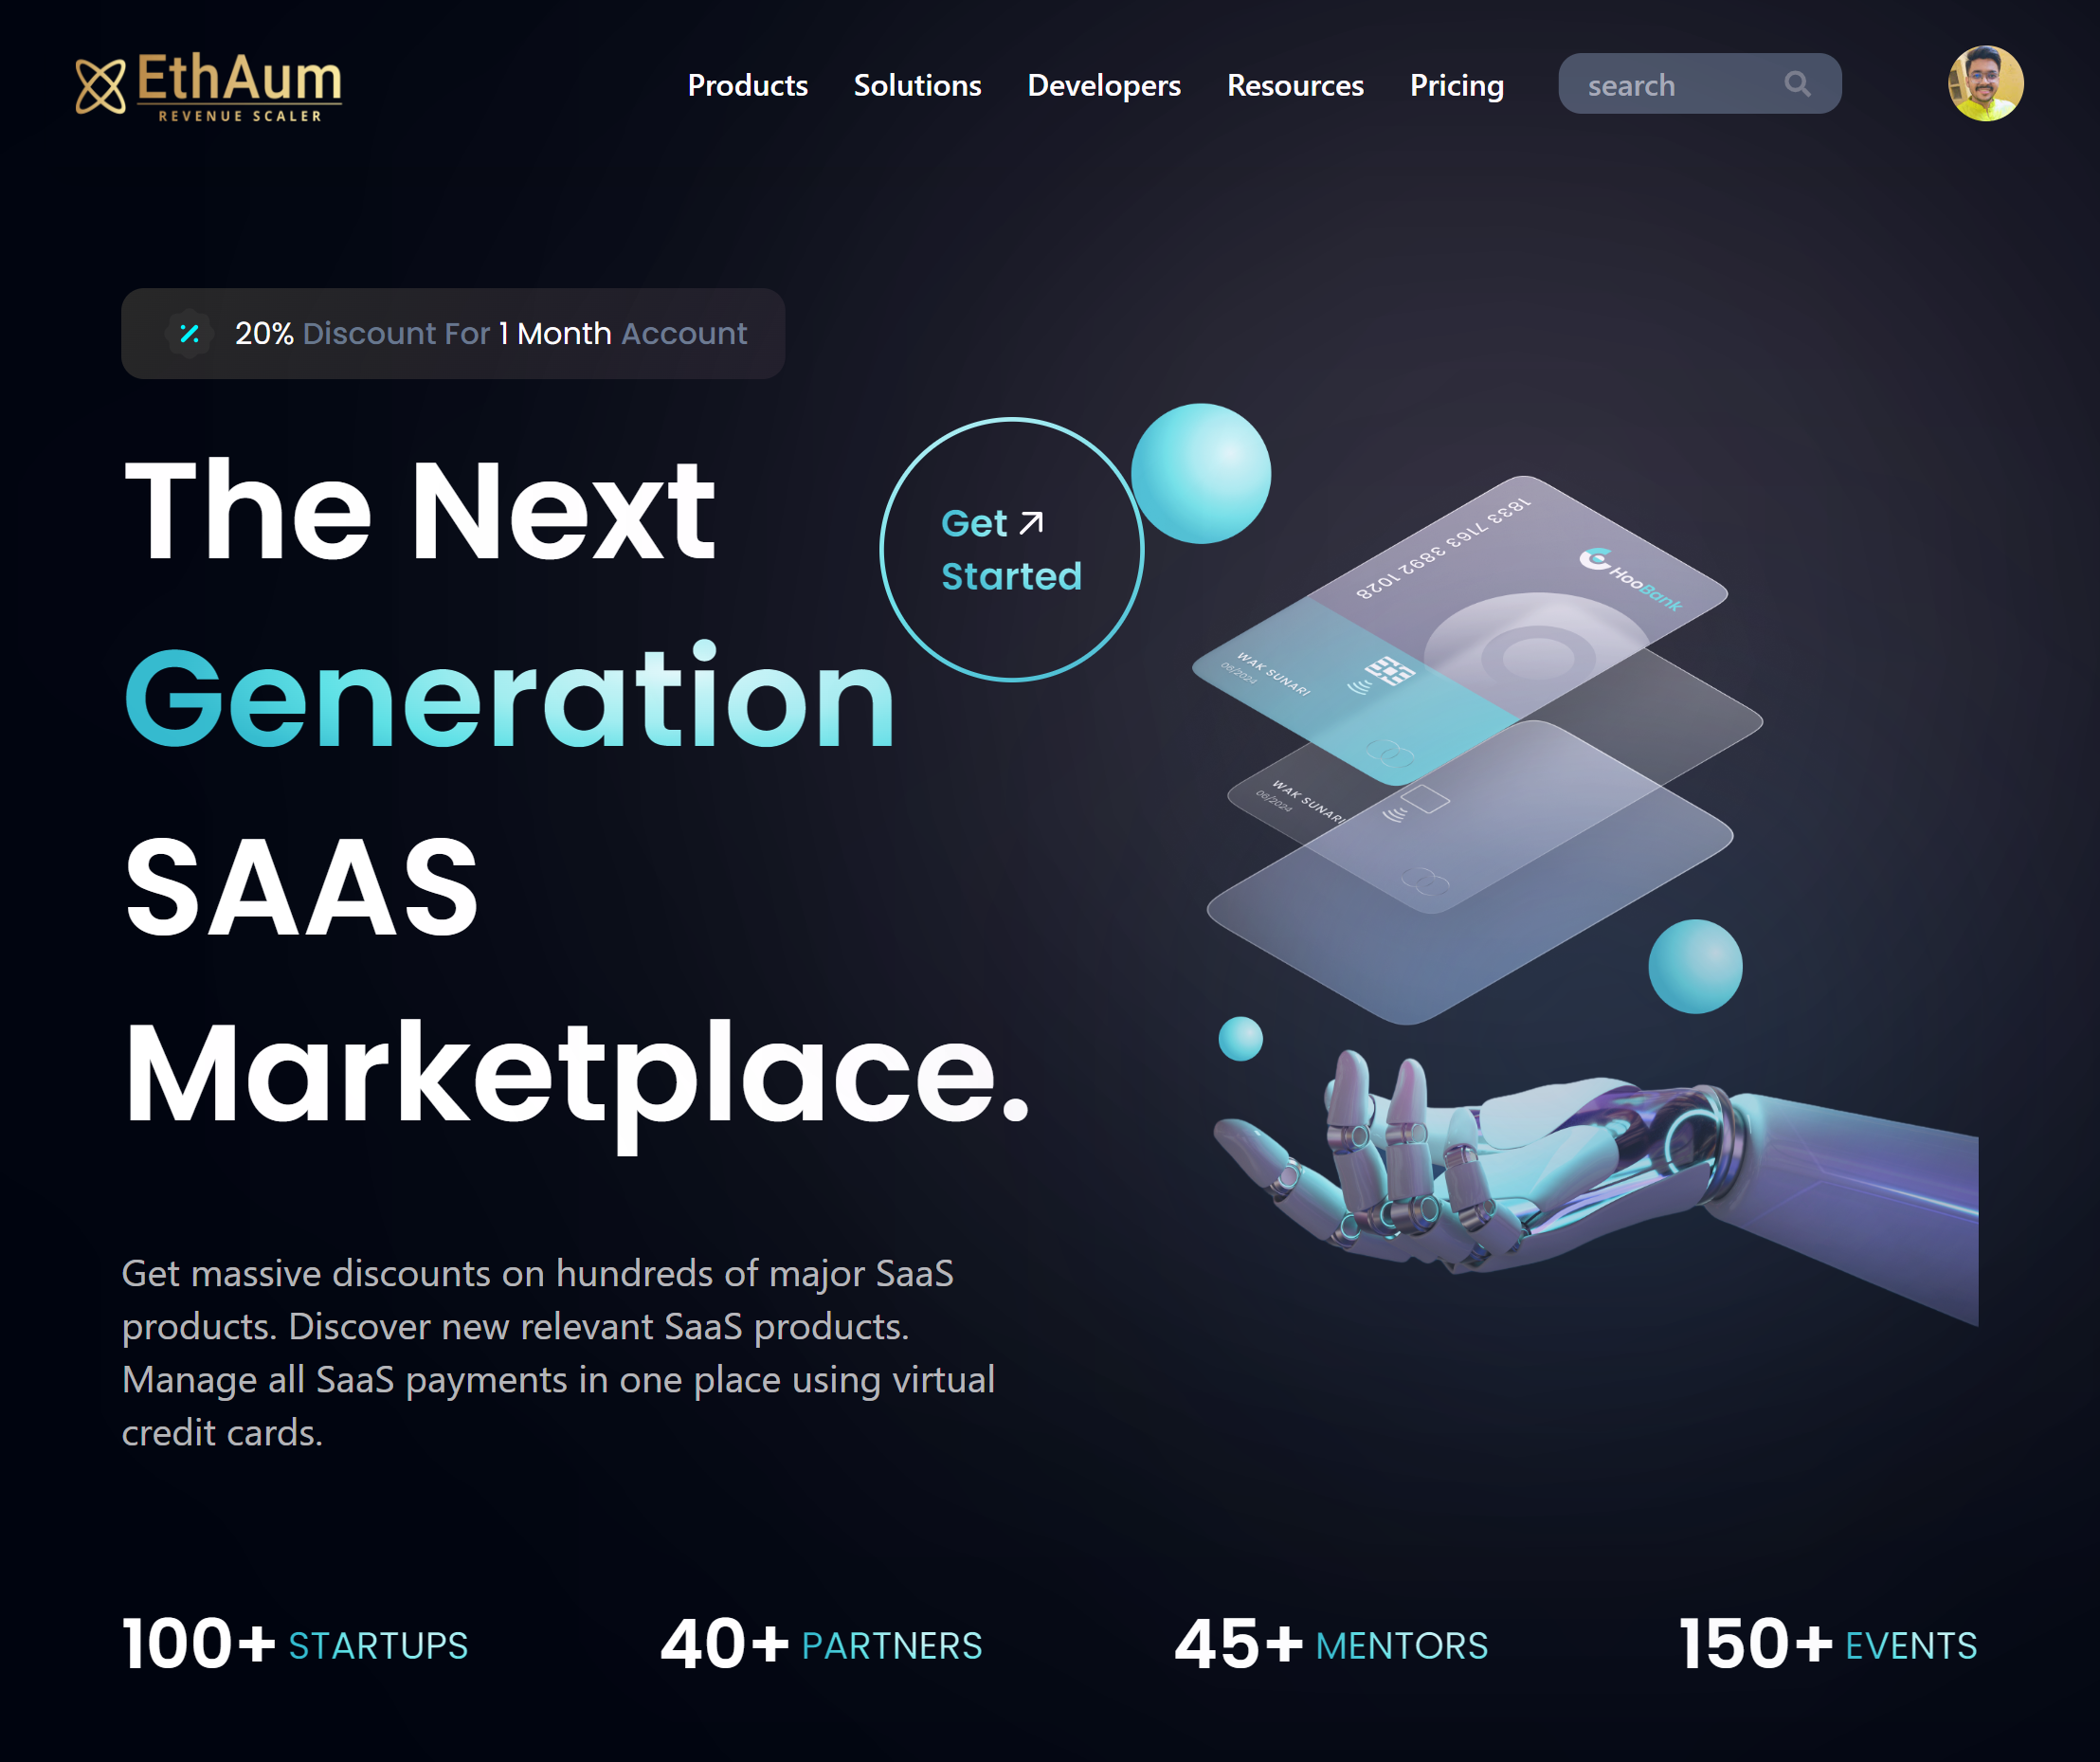 EthAum
REVENUE SCALER
Products Solutions Developers Resources Pricing search
20% Discount For 1 Month Account
The Next
Generation
SAAS
Marketplace.
Get
Started
1833 7163 3892 1028
HooBank
WAK SUNARI
06/2024
WAK SUNARI
06/2024
Get massive discounts on hundreds of major SaaS
products. Discover new relevant SaaS products.
Manage all SaaS payments in one place using virtual
credit cards.
100+ STARTUPS 40+ PARTNERS 45+ MENTORS 150+ EVENTS